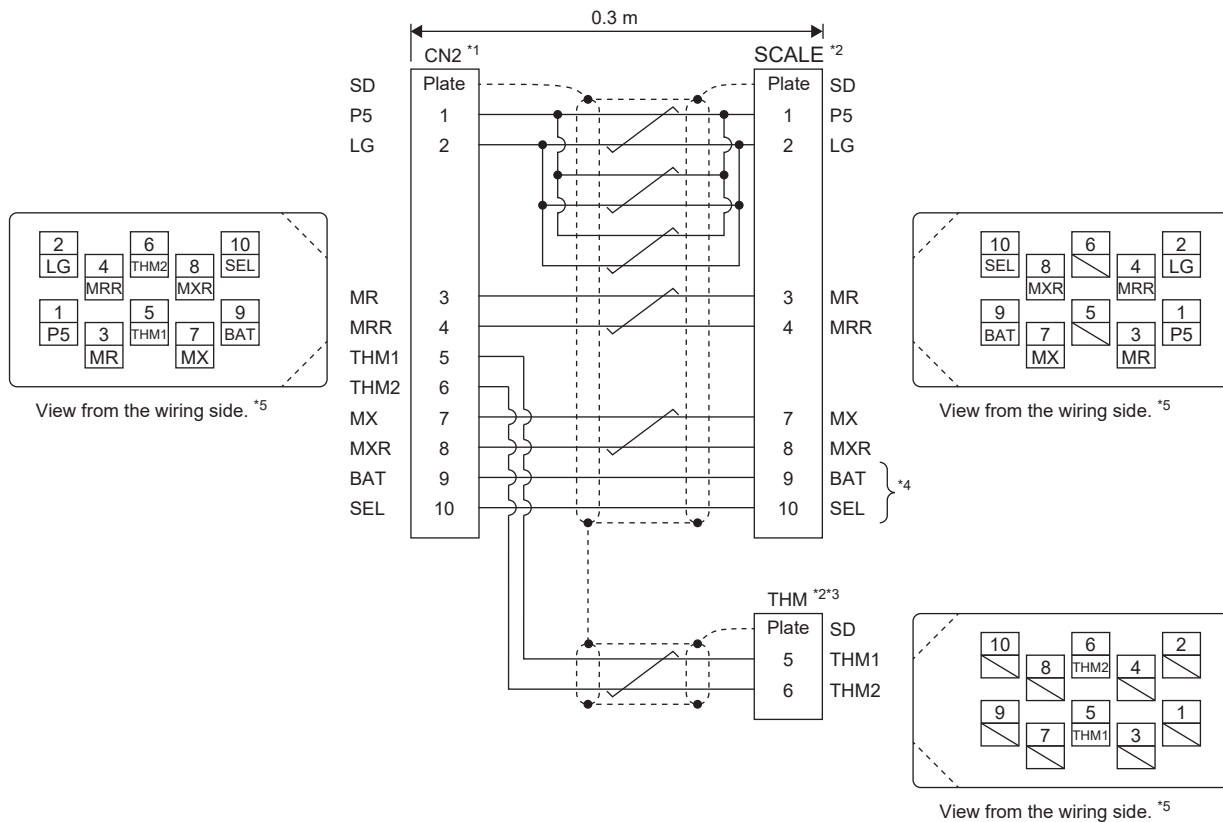 0.3 m
CN2 *1
SCALE *2
SD Plate Plate SD
P5 1 1 P5
LG 2 2 LG
MR 3 3 MR
MRR 4 4 MRR
THM1 5
THM2 6
MX 7 7 MX
MXR 8 8 MXR
BAT 9 9 BAT
SEL 10 10 SEL
*4
THM *2*3
Plate SD
5 THM1
6 THM2
2 6 10
LG 4 THM2 8 SEL
MRR MXR
1 5 9
P5 3 THM1 7 BAT
MR MX
View from the wiring side. *5
10 6 2
SEL 8 4 LG
MXR MRR
9 5 1
BAT 7 3 P5
MX MR
View from the wiring side. *5
10 6 2
8 THM2 4
9 5 1
7 THM1 3
View from the wiring side. *5